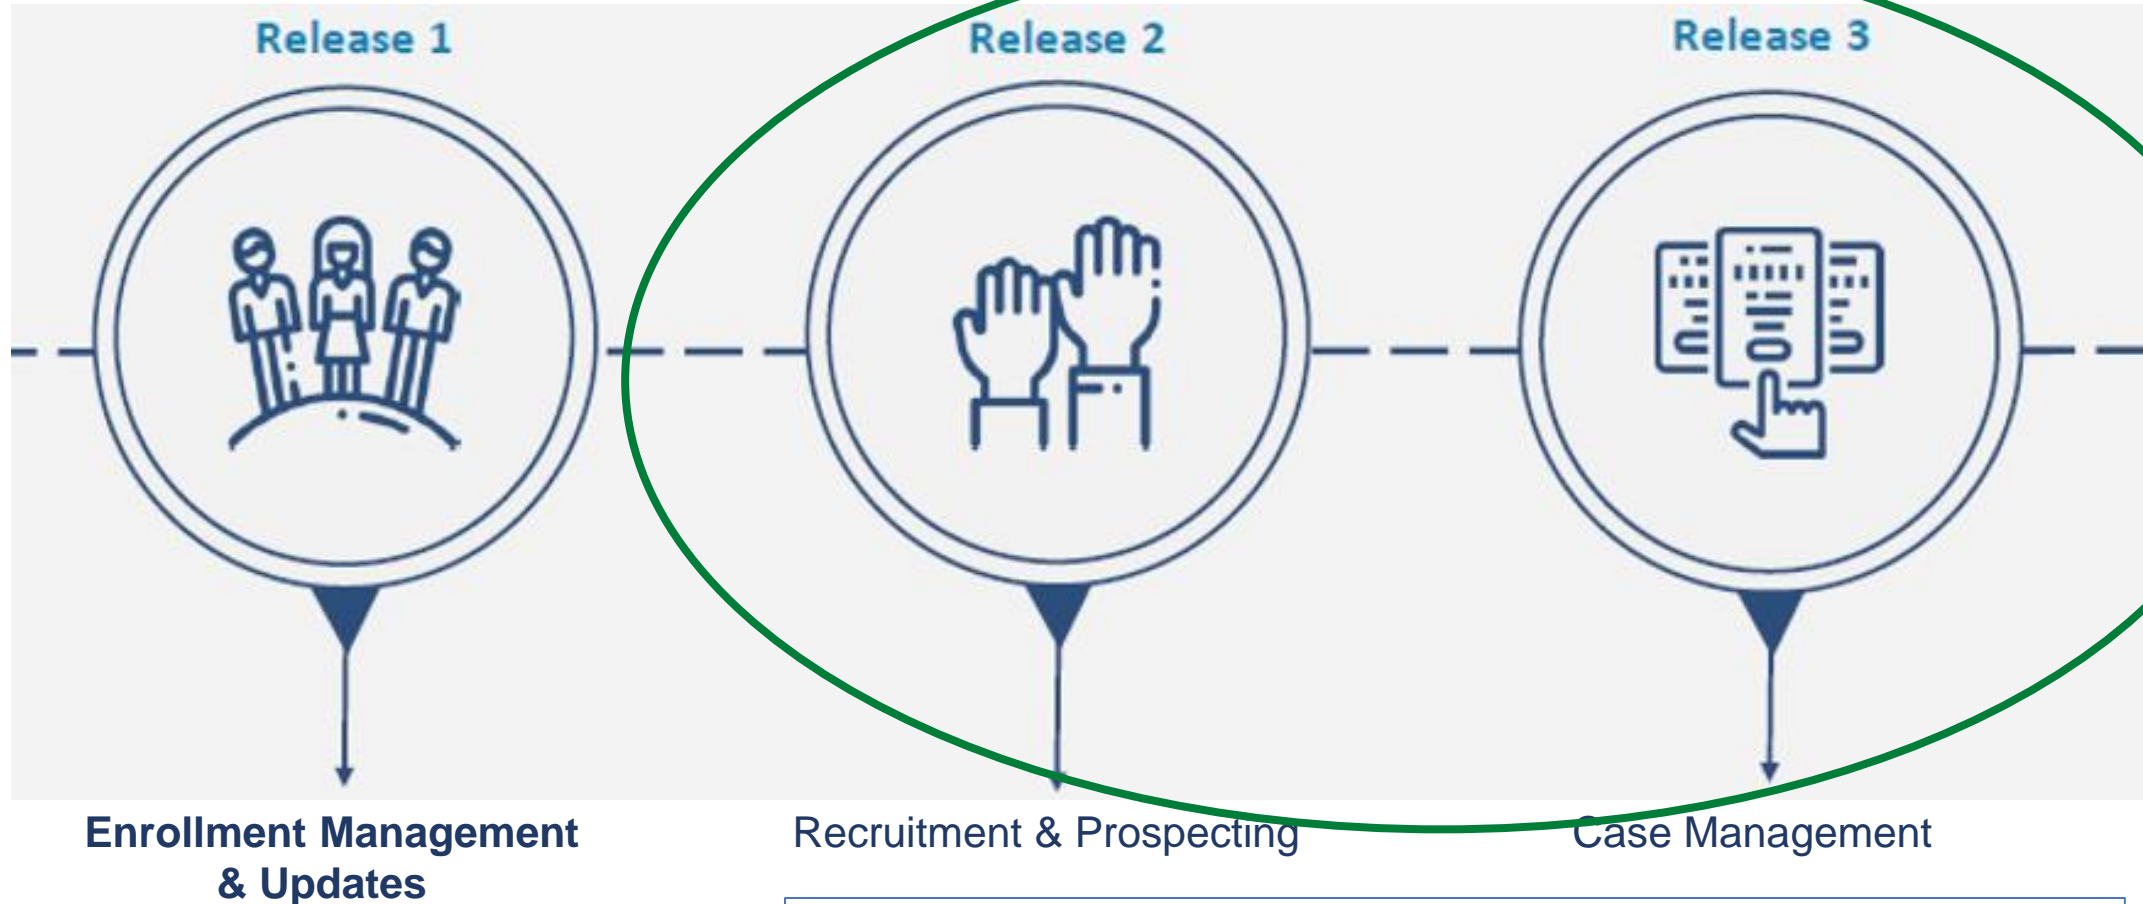 Release 1
Release 2
Release 3
Enrollment Management
& Updates
Recruitment & Prospecting
Case Management